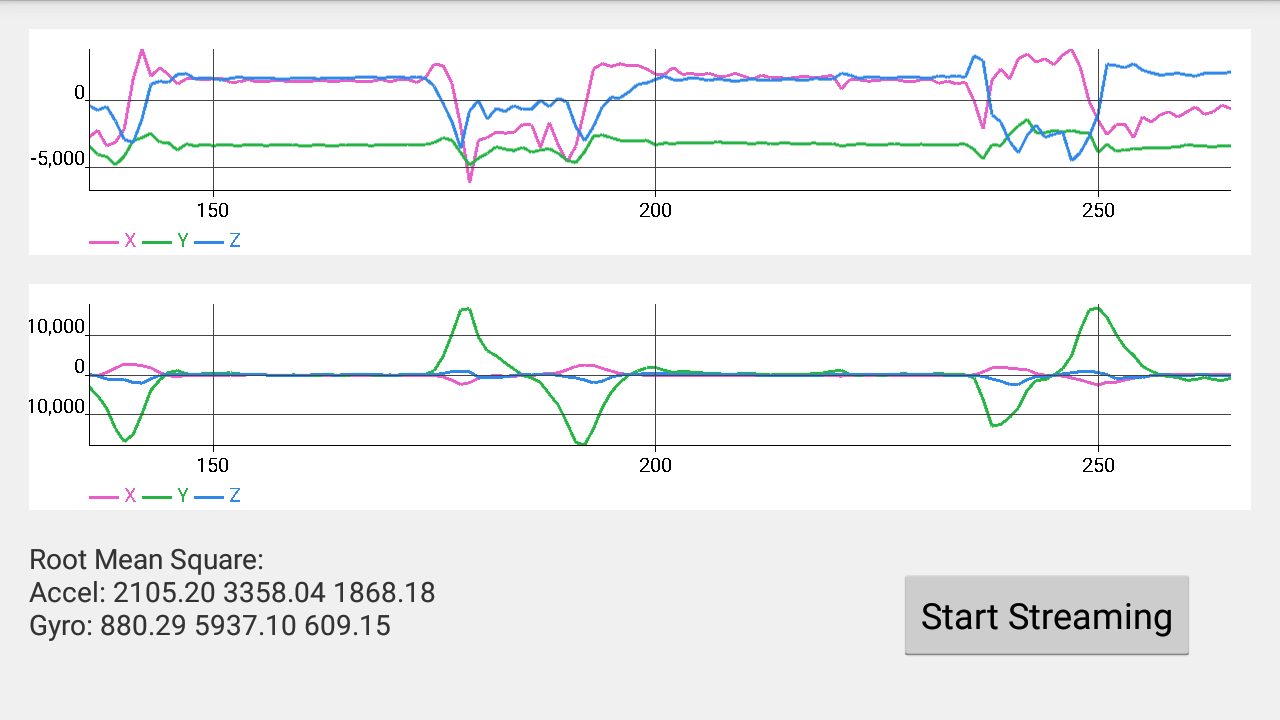 0
-5,000
150 200 250
X Y Z
10,000
0
10,000
150 200 250
X Y Z
Root Mean Square:
Accel: 2105.20 3358.04 1868.18
Gyro: 880.29 5937.10 609.15
Start Streaming